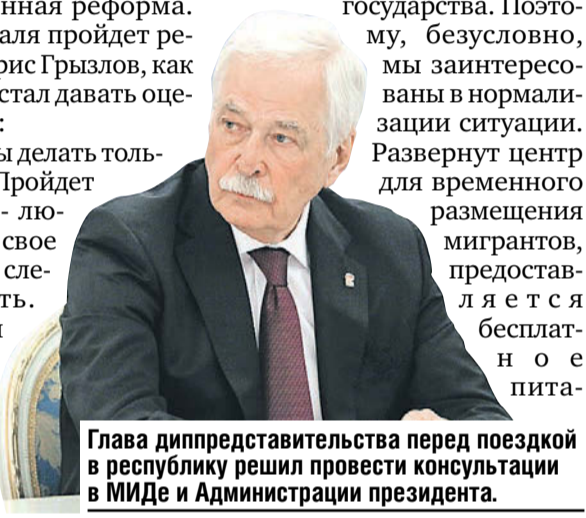 нная реформа.
аля пройдет ре-
рис Грызлов, как
стал давать оце-
:
ы делать толь-
Пройдет
- лю-
свое
сле-
ть.
государства. Поэто-
му, безусловно,
мы заинтересо-
ваны в нормали-
зации ситуации.
Развернут центр
для временного
размещения
мигрантов,
предостав-
ляется
бесплат-
ное
пита-
Глава диппредставительства перед поездкой
в республику решил провести консультации
в МИДе и Администрации президента.